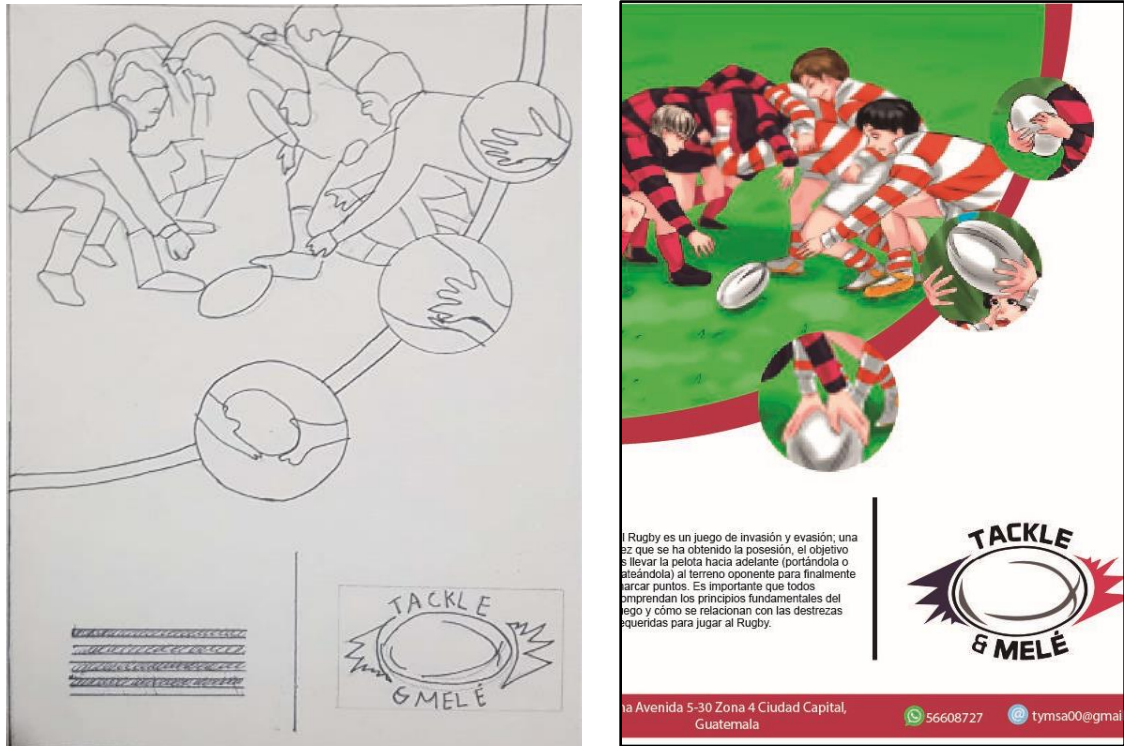 TACKLE
& MELÉ
l Rugby es un juego de invasión y evasión; una
ez que se ha obtenido la posesión, el objetivo
s llevar la pelota hacia adelante (portándola o
ateándola) al terreno oponente para finalmente
arcar puntos. Es importante que todos
omprendan los principios fundamentales del
ego y cómo se relacionan con las destrezas
equeridas para jugar al Rugby.
TACKLE
& MELÉ
na Avenida 5-30 Zona 4 Ciudad Capital,
Guatemala
56608727
@ tymsa00@gmai